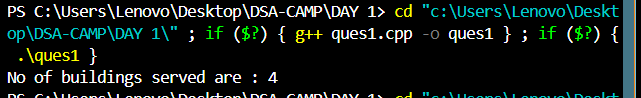 PS C:\Users\Lenovo\Desktop\DSA-CAMP\DAY 1> cd "c:\Users\Lenovo\Deskt
op\DSA-CAMP\DAY 1\" ; if ($?) { g++ ques1.cpp -o ques1 } ; if ($?) {
 .\ques1 }
No of buildings served are : 4
PS C:\Users\Lenovo\Desktop\DSA-CAMP\DAY 1> cd "c:\Users\Lenovo\Deskt